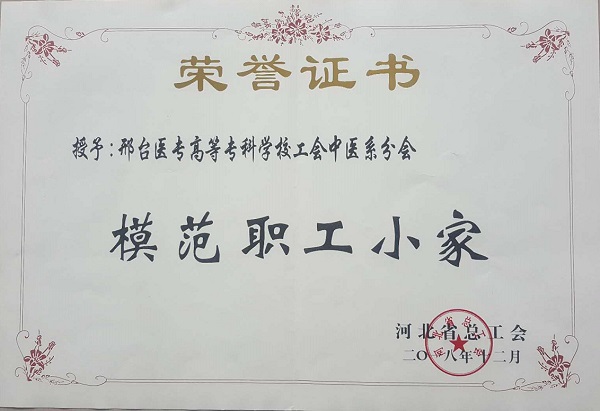 荣誉证书
授予：邢台医专高等专科学校工会中医系分会
模范职工小家
河北省总工会
二〇一八年十二月